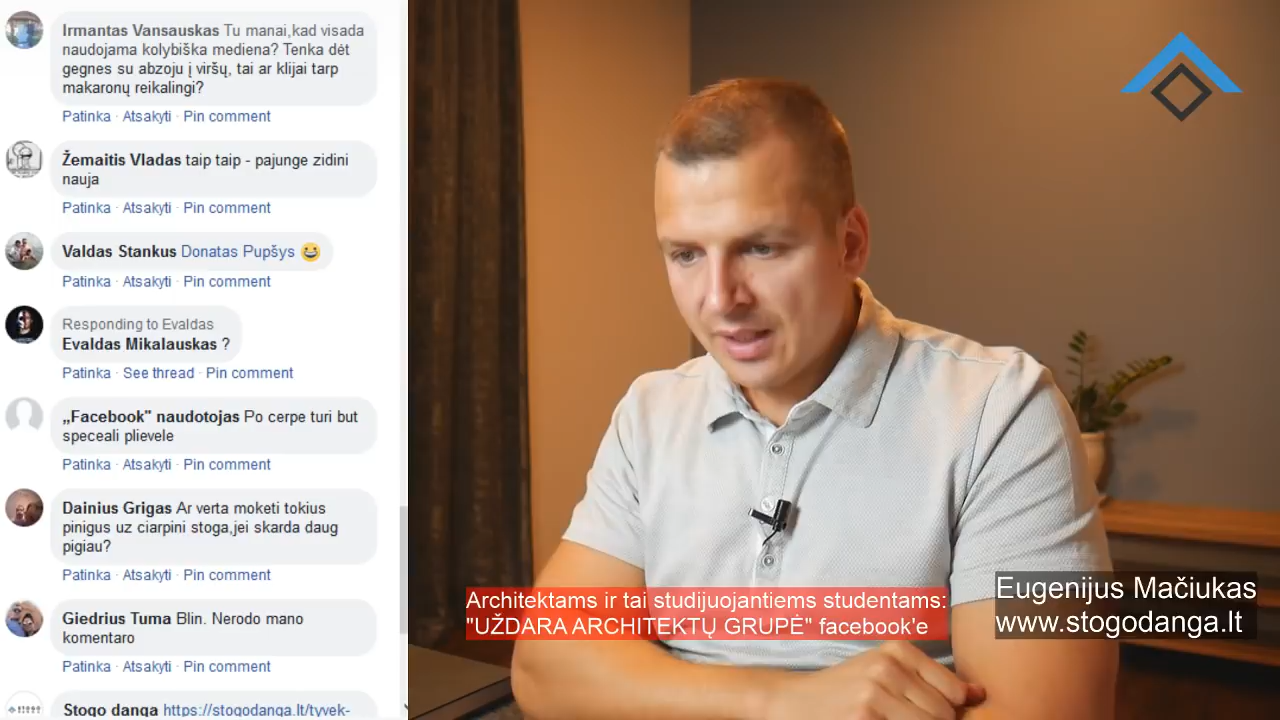 Irmantas Vansauskas Tu manai,kad visada
naudojama kolybiška mediena? Tenka dėt
gegnes su abzoju į viršų, tai ar klijai tarp
makaronų reikalingi?
Patinka · Atsakyti · Pin comment
Žemaitis Vladas taip taip - pajunge zidini
nauja
Patinka · Atsakyti · Pin comment
Valdas Stankus Donatas Pupšys 😀
Patinka · Atsakyti · Pin comment
Responding to Evaldas
Evaldas Mikalauskas ?
Patinka · See thread · Pin comment
„Facebook" naudotojas Po cerpe turi but
speceali plievele
Patinka · Atsakyti · Pin comment
Dainius Grigas Ar verta moketi tokius
pinigus uz ciarpini stoga,jei skarda daug
pigiau?
Patinka · Atsakyti · Pin comment
Giedrius Tuma Blin. Nerodo mano
komentaro
Patinka · Atsakyti · Pin comment
Stogo danga https://stogodanga.lt/tyvek-
Architektams ir tai studijuojantiems studentams:
"UŽDARA ARCHITEKTŲ GRUPĖ" facebook'e
Eugenijus Mačiukas
www.stogodanga.lt